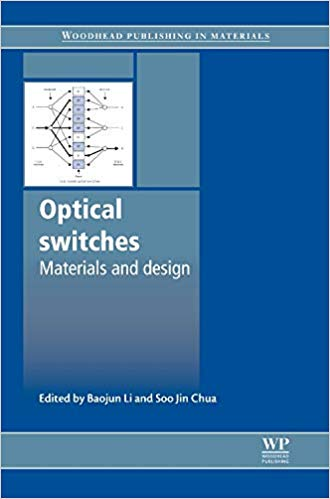 WOODHEAD PUBLISHING IN MATERIALS
Optical
switches
Materials and design
Edited by Baojun Li and Soo Jin Chua
WP
WOODHEAD
PUBLISHING